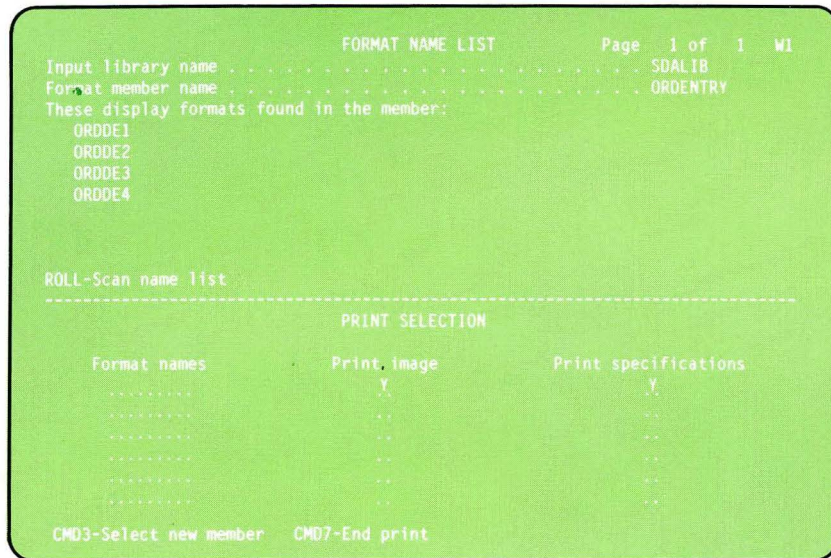 FORMAT NAME LIST Page 1 of 1 W1
Input library name . . . . . . . . . . . . . . . . . . . . . . . SDALIB
Format member name . . . . . . . . . . . . . . . . . . . . . . . ORDENTRY
These display formats found in the member:
ORDDE1
ORDDE2
ORDDE3
ORDDE4
ROLL-Scan name list
PRINT SELECTION
Format names Print image Print specifications
Y Y
CMD3-Select new member CMD7-End print